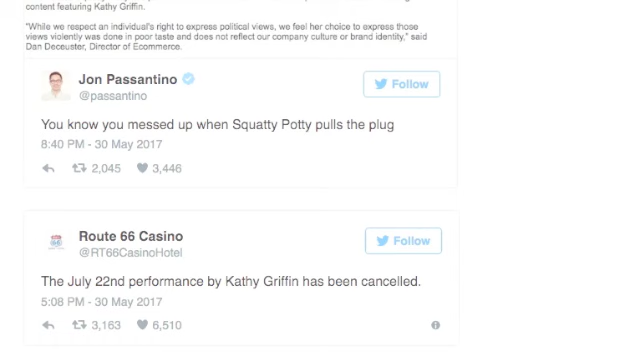 content featuring Kathy Griffin.
"While we respect an individual's right to express political views, we feel her choice to express those
views violently was done in poor taste and does not reflect our company culture or brand identity," said
Dan Deceuster, Director of Ecommerce.
Jon Passantino
@passantino
Follow
You know you messed up when Squatty Potty pulls the plug
8:40 PM - 30 May 2017
2,045 3,446
Route 66 Casino
@RT66CasinoHotel
Follow
The July 22nd performance by Kathy Griffin has been cancelled.
5:08 PM - 30 May 2017
3,163 6,510